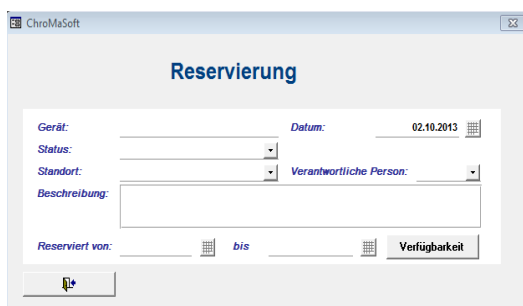 ChroMaSoft
Reservierung
Gerät: Datum: 02.10.2013
Status:
Standort: Verantwortliche Person:
Beschreibung:
Reserviert von: bis Verfügbarkeit